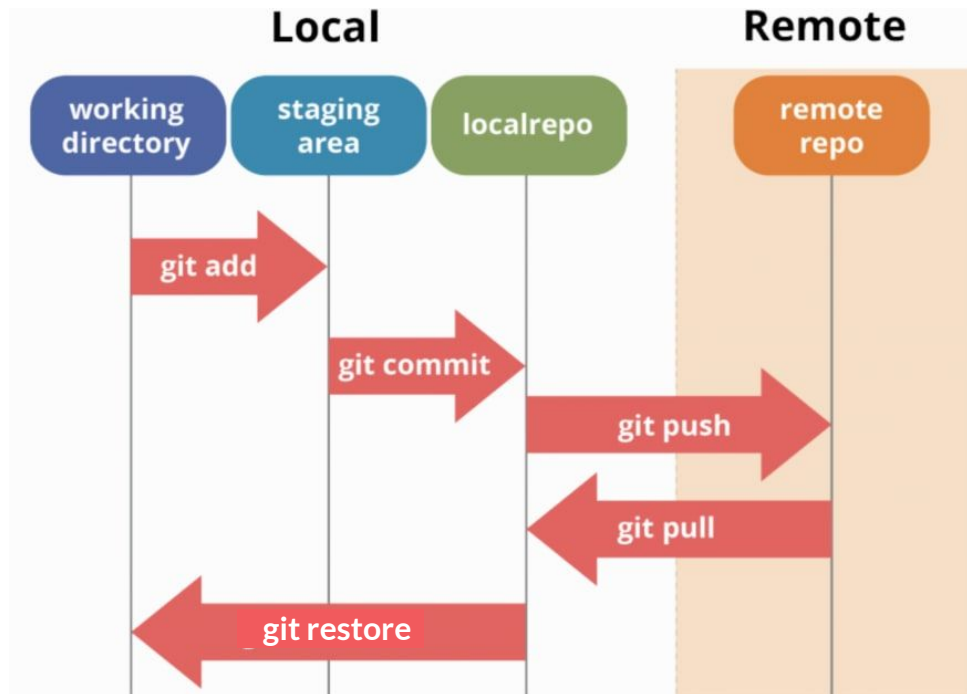 Local
Remote
working
directory
staging
area
localrepo
remote
repo
git add
git commit
git push
git pull
git restore